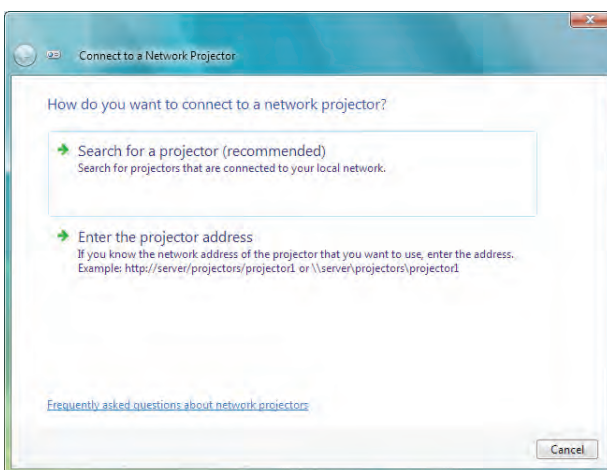 Connect to a Network Projector
How do you want to connect to a network projector?
Search for a projector (recommended)
Search for projectors that are connected to your local network.
Enter the projector address
If you know the network address of the projector that you want to use, enter the address.
Example: http://server/projectors/projector1 or \\server\projectors\projector1
Frequently asked questions about network projectors
Cancel